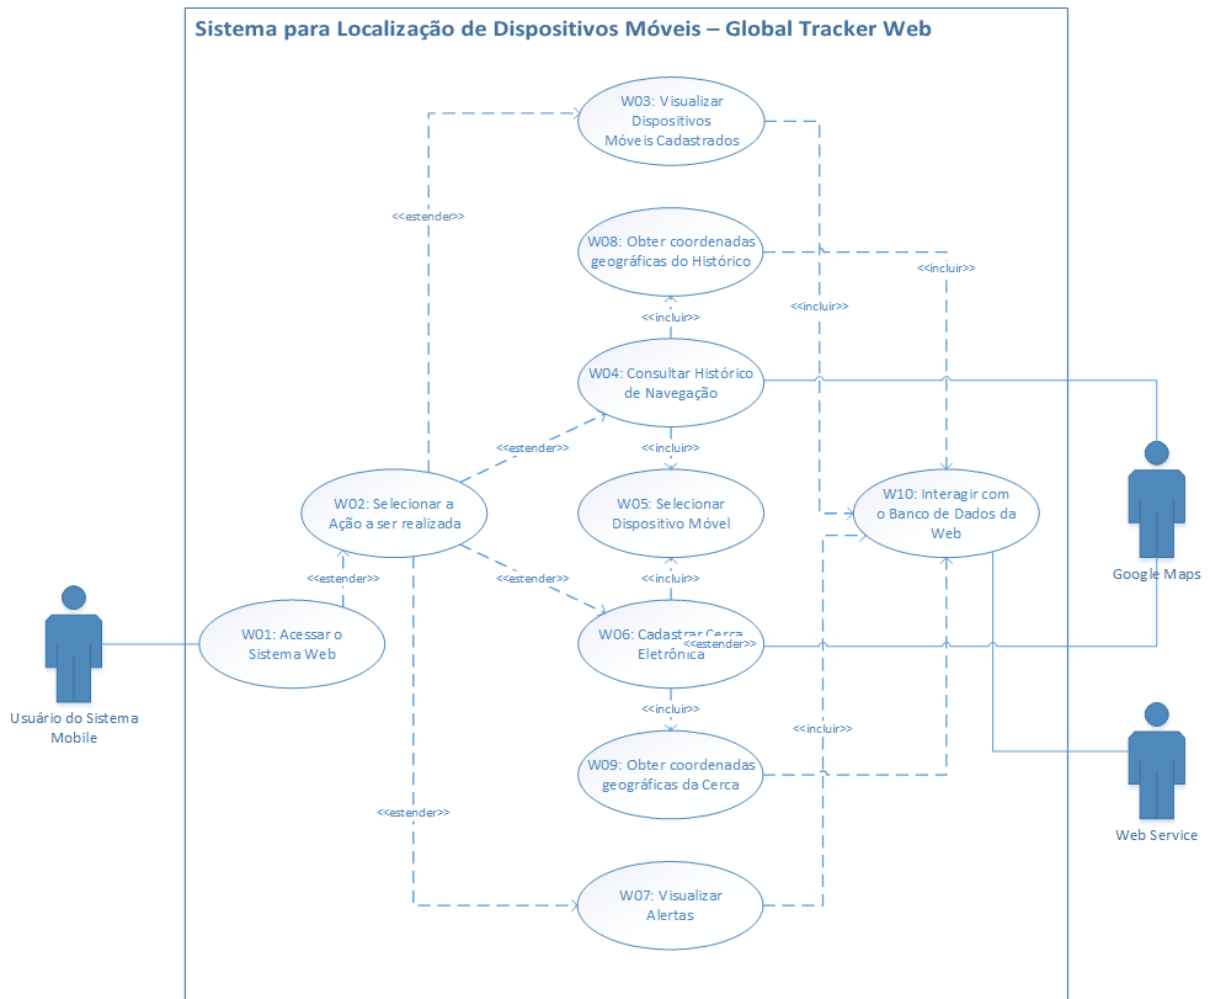 Sistema para Localização de Dispositivos Móveis – Global Tracker Web
W03: Visualizar
Dispositivos
Móveis Cadastrados
<<estender>>
W08: Obter coordenadas
geográficas do Histórico
<<incluir>>
<<incluir>>
<<incluir>>
W04: Consultar Histórico
de Navegação
<<estender>>
<<incluir>>
W02: Selecionar a
Ação a ser realizada
W05: Selecionar
Dispositivo Móvel
W10: Interagir com
o Banco de Dados da
Web
Google Maps
<<estender>>
<<estender>>
<<incluir>>
W01: Acessar o
Sistema Web
W06: Cadastrar Cerca
Eletrônica
<<estender>>
Usuário do Sistema
Mobile
<<incluir>>
<<incluir>>
W09: Obter coordenadas
geográficas da Cerca
<<estender>>
Web Service
W07: Visualizar
Alertas